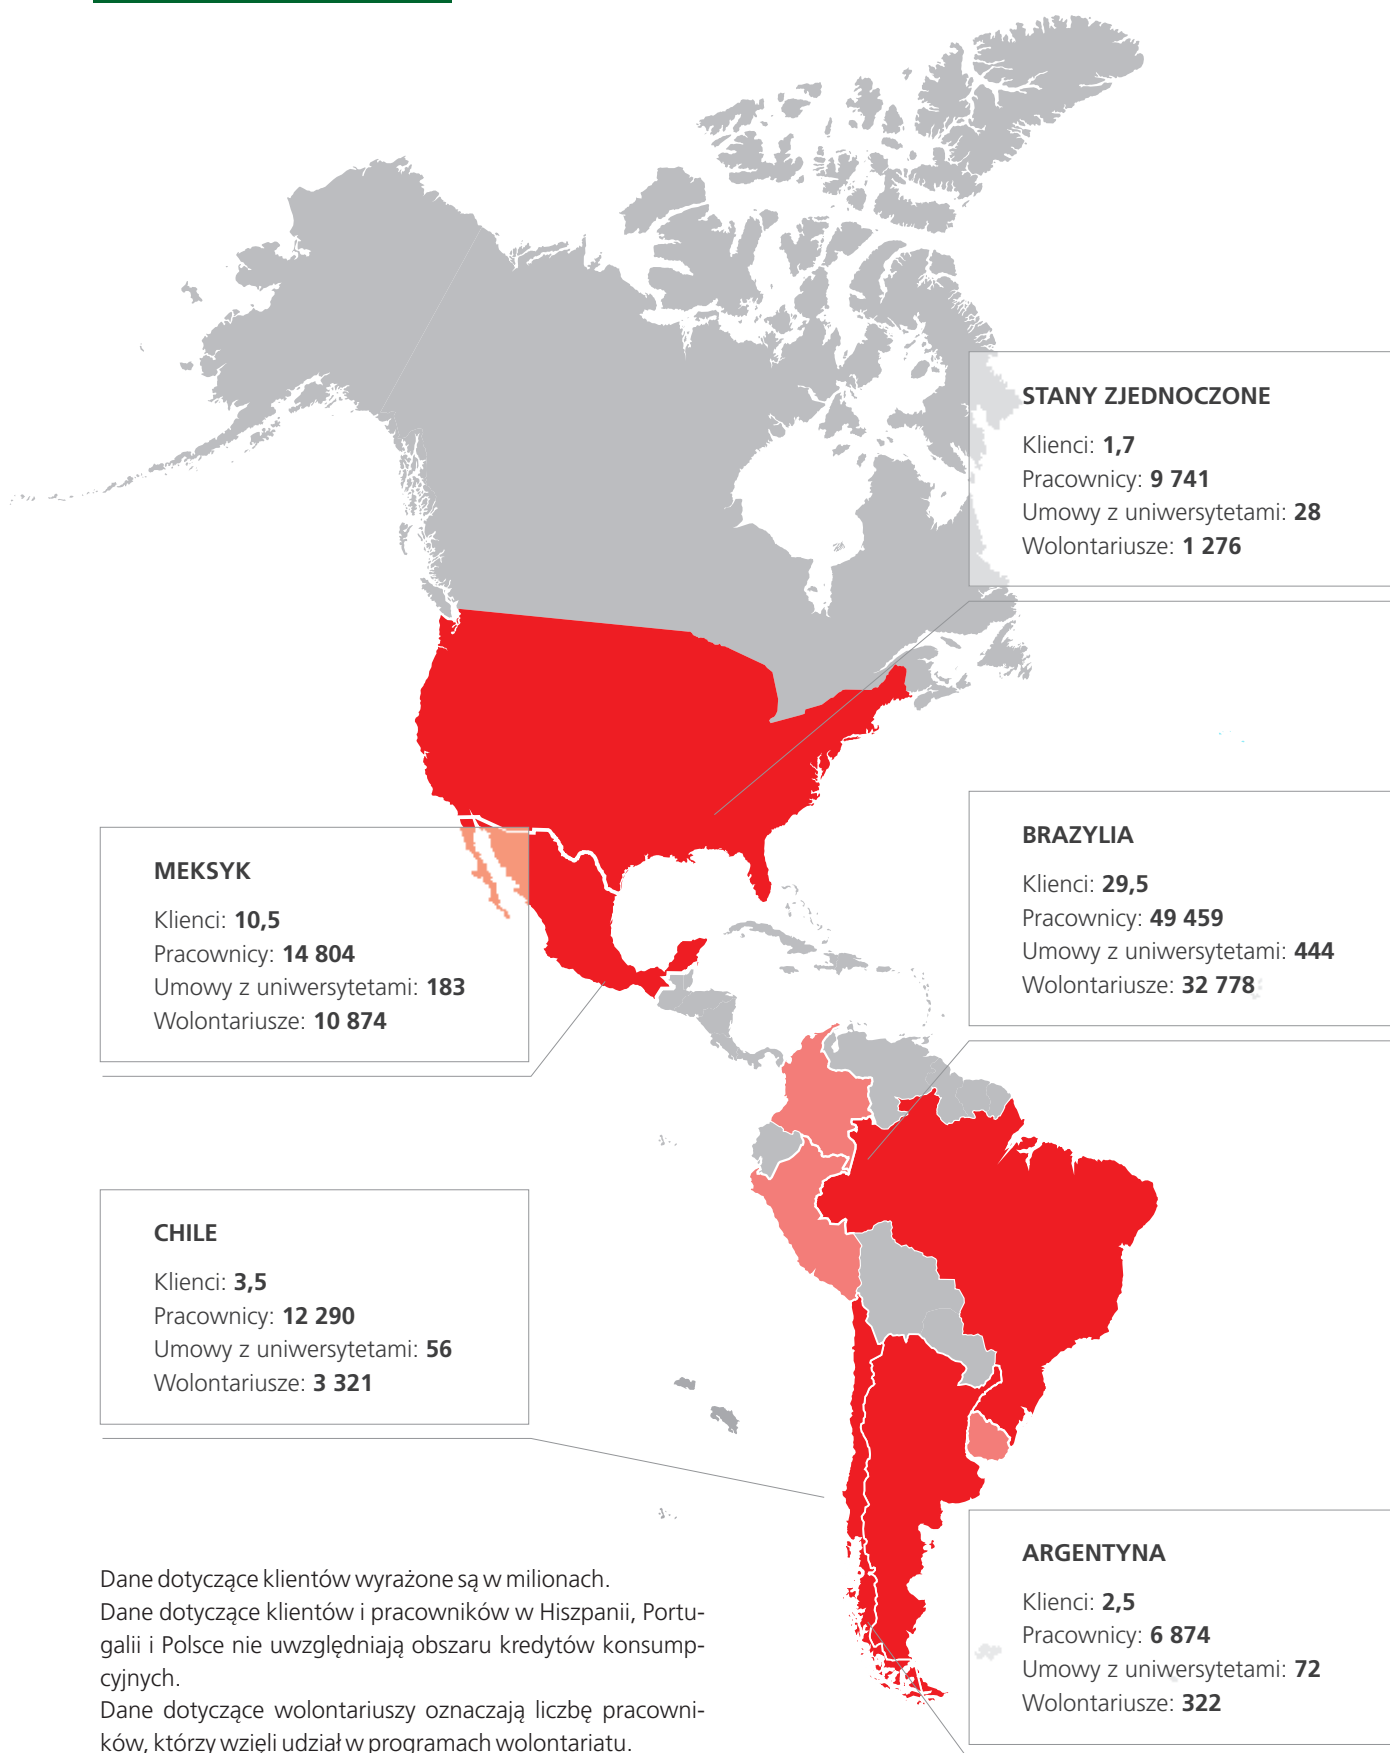 STANY ZJEDNOCZONE
Klienci: 1,7
Pracownicy: 9 741
Umowy z uniwersytetami: 28
Wolontariusze: 1 276
MEKSYK
Klienci: 10,5
Pracownicy: 14 804
Umowy z uniwersytetami: 183
Wolontariusze: 10 874
BRAZYLIA
Klienci: 29,5
Pracownicy: 49 459
Umowy z uniwersytetami: 444
Wolontariusze: 32 778
CHILE
Klienci: 3,5
Pracownicy: 12 290
Umowy z uniwersytetami: 56
Wolontariusze: 3 321
ARGENTYNA
Klienci: 2,5
Pracownicy: 6 874
Umowy z uniwersytetami: 72
Wolontariusze: 322
Dane dotyczące klientów wyrażone są w milionach.
Dane dotyczące klientów i pracowników w Hiszpanii, Portu-
galii i Polsce nie uwzględniają obszaru kredytów konsump-
cyjnych.
Dane dotyczące wolontariuszy oznaczają liczbę pracowni-
ków, którzy wzięli udział w programach wolontariatu.